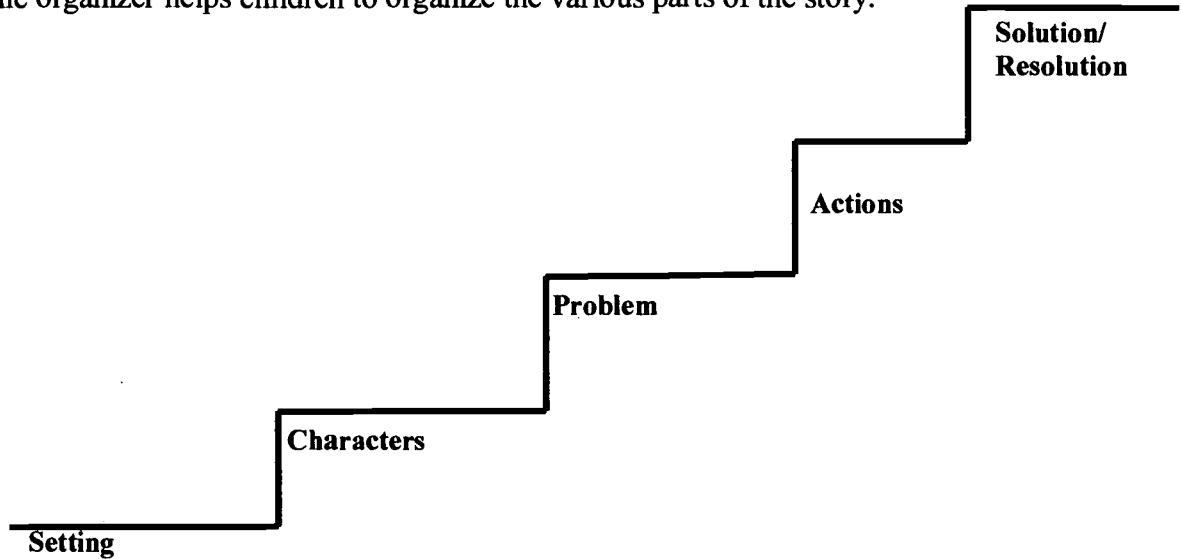 organizer helps children to organize the various parts of the story.
Solution/
Resolution
Actions
Problem
Characters
Setting